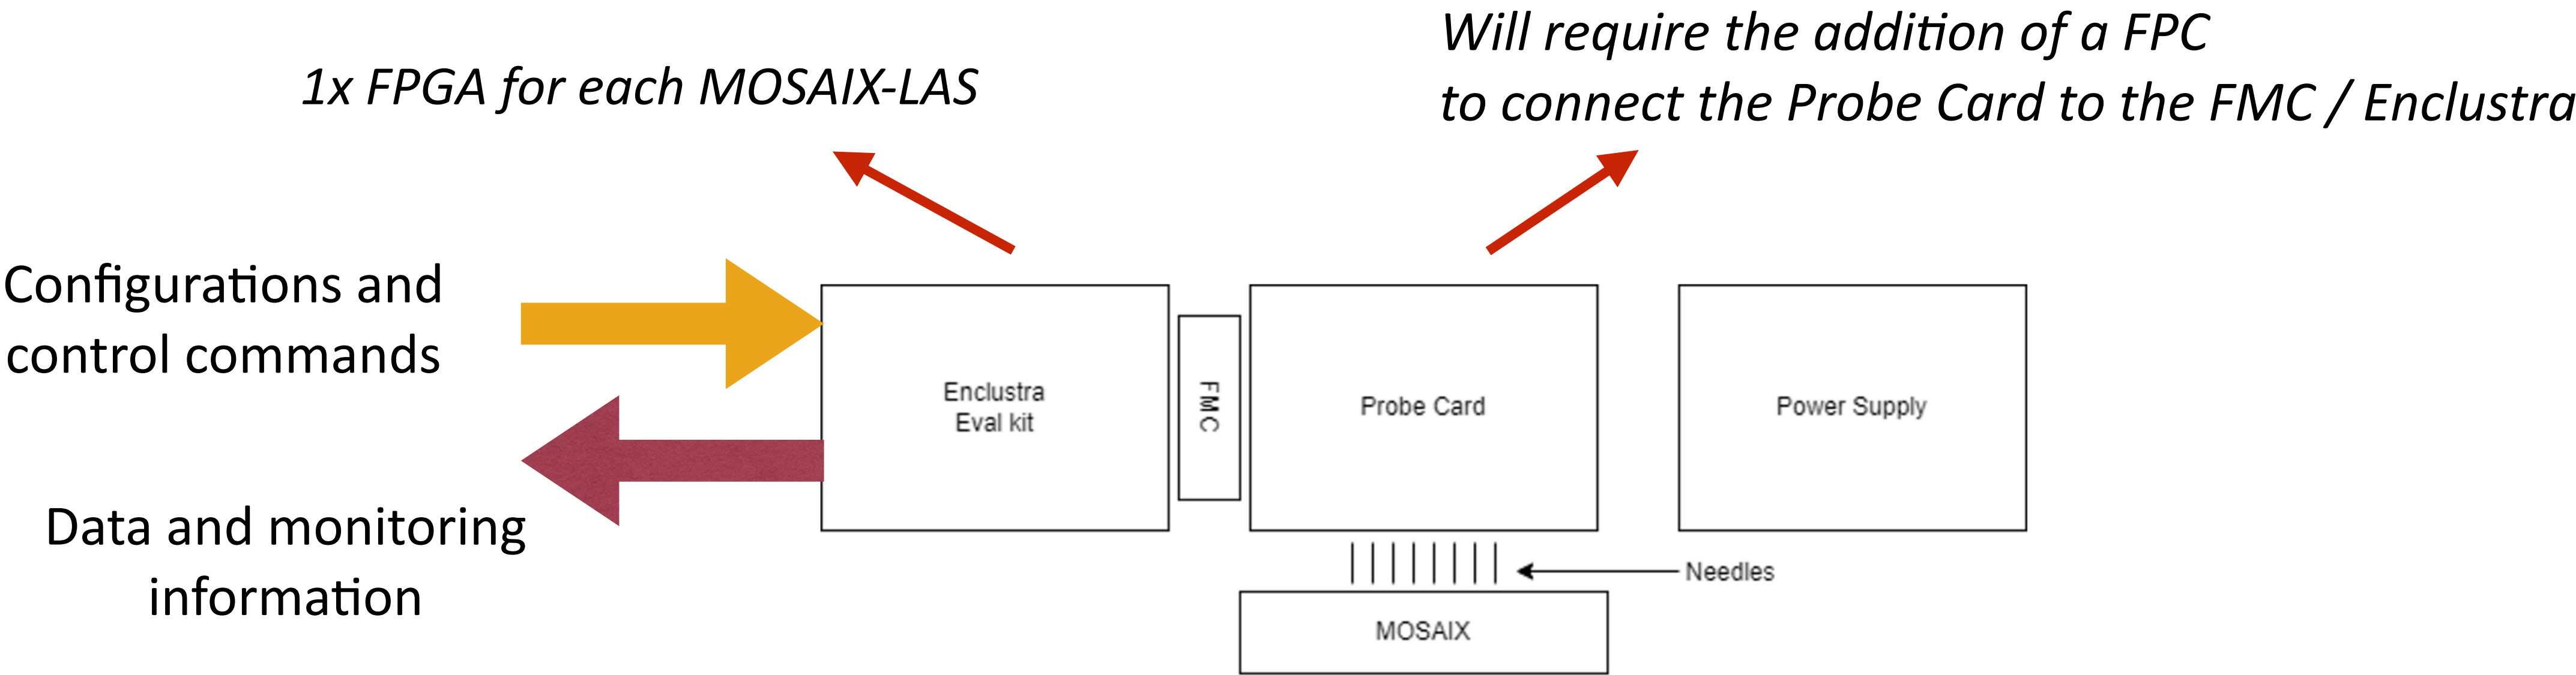 1x FPGA for each MOSAIX-LAS
Will require the addition of a FPC
to connect the Probe Card to the FMC / Enclustra
Configurations and
control commands
Data and monitoring
information
Enclustra
Eval kit
FMC
Probe Card
Power Supply
Needles
MOSAIX